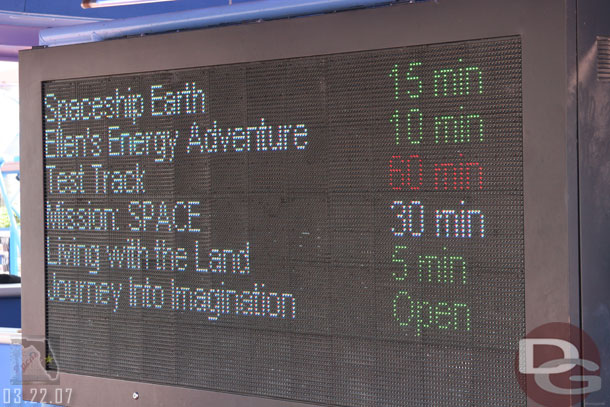 Spaceship Earth 15 min
Ellen's Energy Adventure 10 min
Test Track 60 min
Mission: SPACE 30 min
Living with the Land 5 min
Journey Into Imagination Open
03.22.07
DG